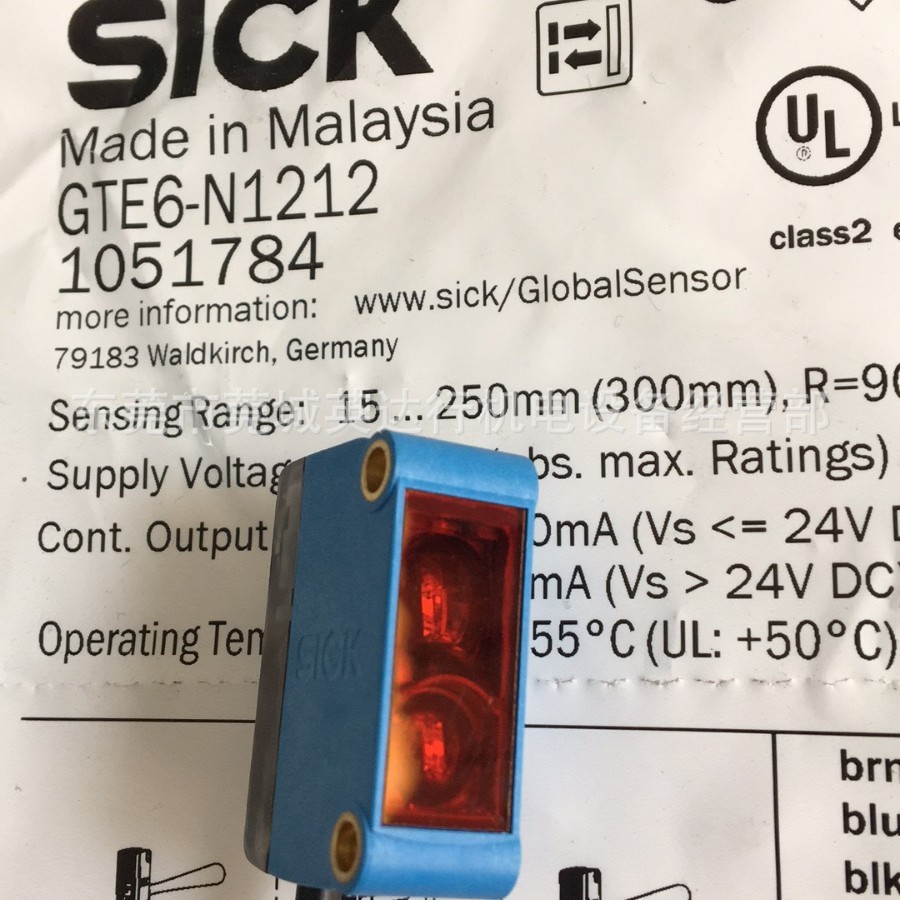 SICK
Made in Malaysia
GTE6-N1212
1051784
more information: www.sick/GlobalSensor
79183 Waldkirch, Germany
UL
class2
Sensing Range: 15 ... 250mm (300mm), R=90
东莞市莞城英达行机电设备经营部
Supply Voltag bs. max. Ratings)
Cont. Output 0mA (Vs <= 24V D
mA (Vs > 24V DC)
Operating Tem 55°C (UL: +50°C)
SICK
brn
blu
blk